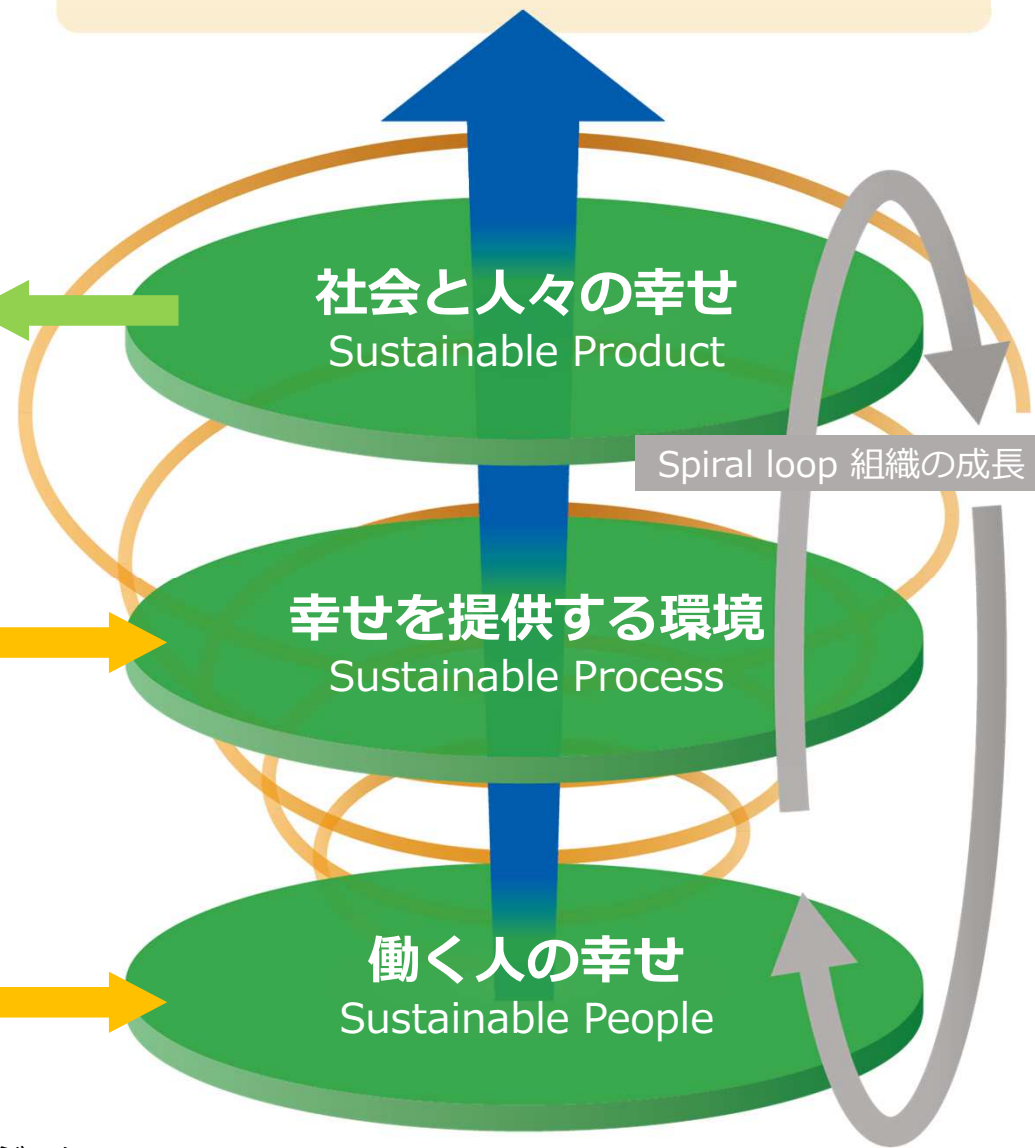 社会と人々の幸せ
Sustainable Product
Spiral loop 組織の成長
幸せを提供する環境
Sustainable Process
働く人の幸せ
Sustainable People